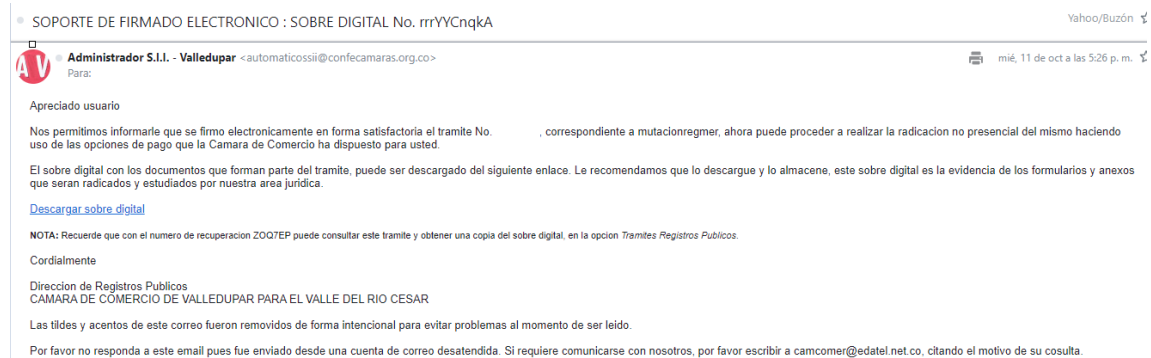 SOPORTE DE FIRMADO ELECTRONICO : SOBRE DIGITAL No. rrrYYCnqkA
Yahoo/Buzón
AV
Administrador S.I.I. - Valledupar <automaticossii@confecamaras.org.co>
mié, 11 de oct a las 5:26 p. m.
Para:
Apreciado usuario
Nos permitimos informarle que se firmo electronicamente en forma satisfactoria el tramite No. , correspondiente a mutacionregmer, ahora puede proceder a realizar la radicacion no presencial del mismo haciendo
uso de las opciones de pago que la Camara de Comercio ha dispuesto para usted.
El sobre digital con los documentos que forman parte del tramite, puede ser descargado del siguiente enlace. Le recomendamos que lo descargue y lo almacene, este sobre digital es la evidencia de los formularios y anexos
que seran radicados y estudiados por nuestra area juridica.
Descargar sobre digital
NOTA: Recuerde que con el numero de recuperacion ZOQ7EP puede consultar este tramite y obtener una copia del sobre digital, en la opcion Tramites Registros Publicos.
Cordialmente
Direccion de Registros Publicos
CAMARA DE COMERCIO DE VALLEDUPAR PARA EL VALLE DEL RIO CESAR
Las tildes y acentos de este correo fueron removidos de forma intencional para evitar problemas al momento de ser leido.
Por favor no responda a este email pues fue enviado desde una cuenta de correo desatendida. Si requiere comunicarse con nosotros, por favor escribir a camcomer@edatel.net.co, citando el motivo de su cosulta.